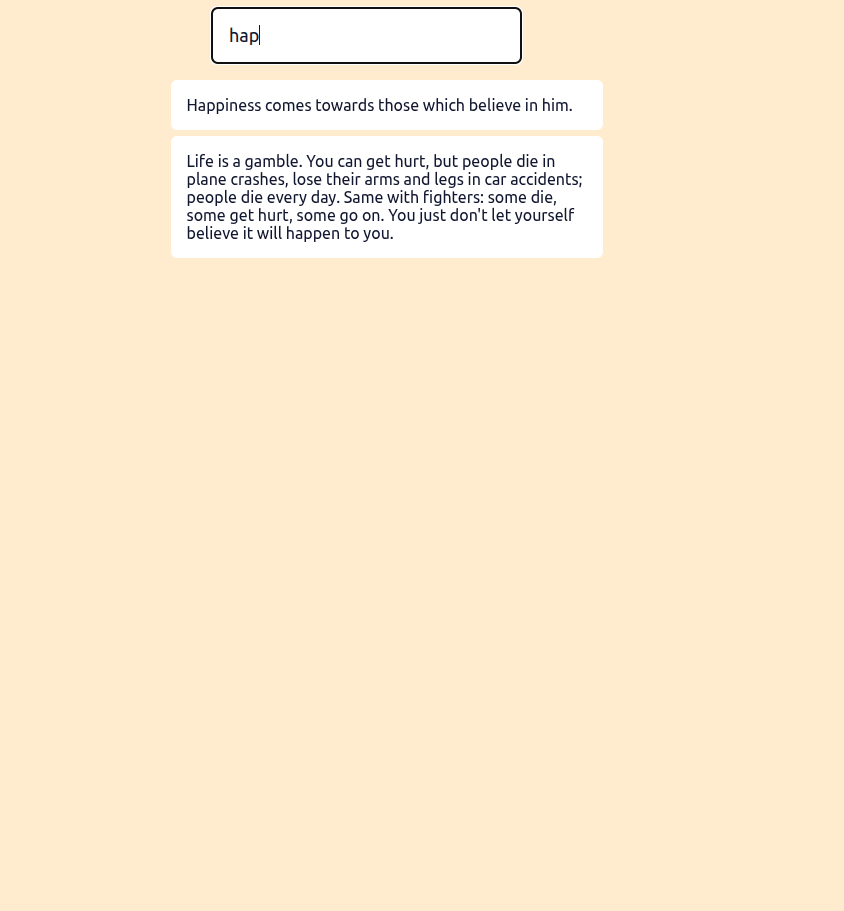 hap
Happiness comes towards those which believe in him.
Life is a gamble. You can get hurt, but people die in
plane crashes, lose their arms and legs in car accidents;
people die every day. Same with fighters: some die,
some get hurt, some go on. You just don't let yourself
believe it will happen to you.